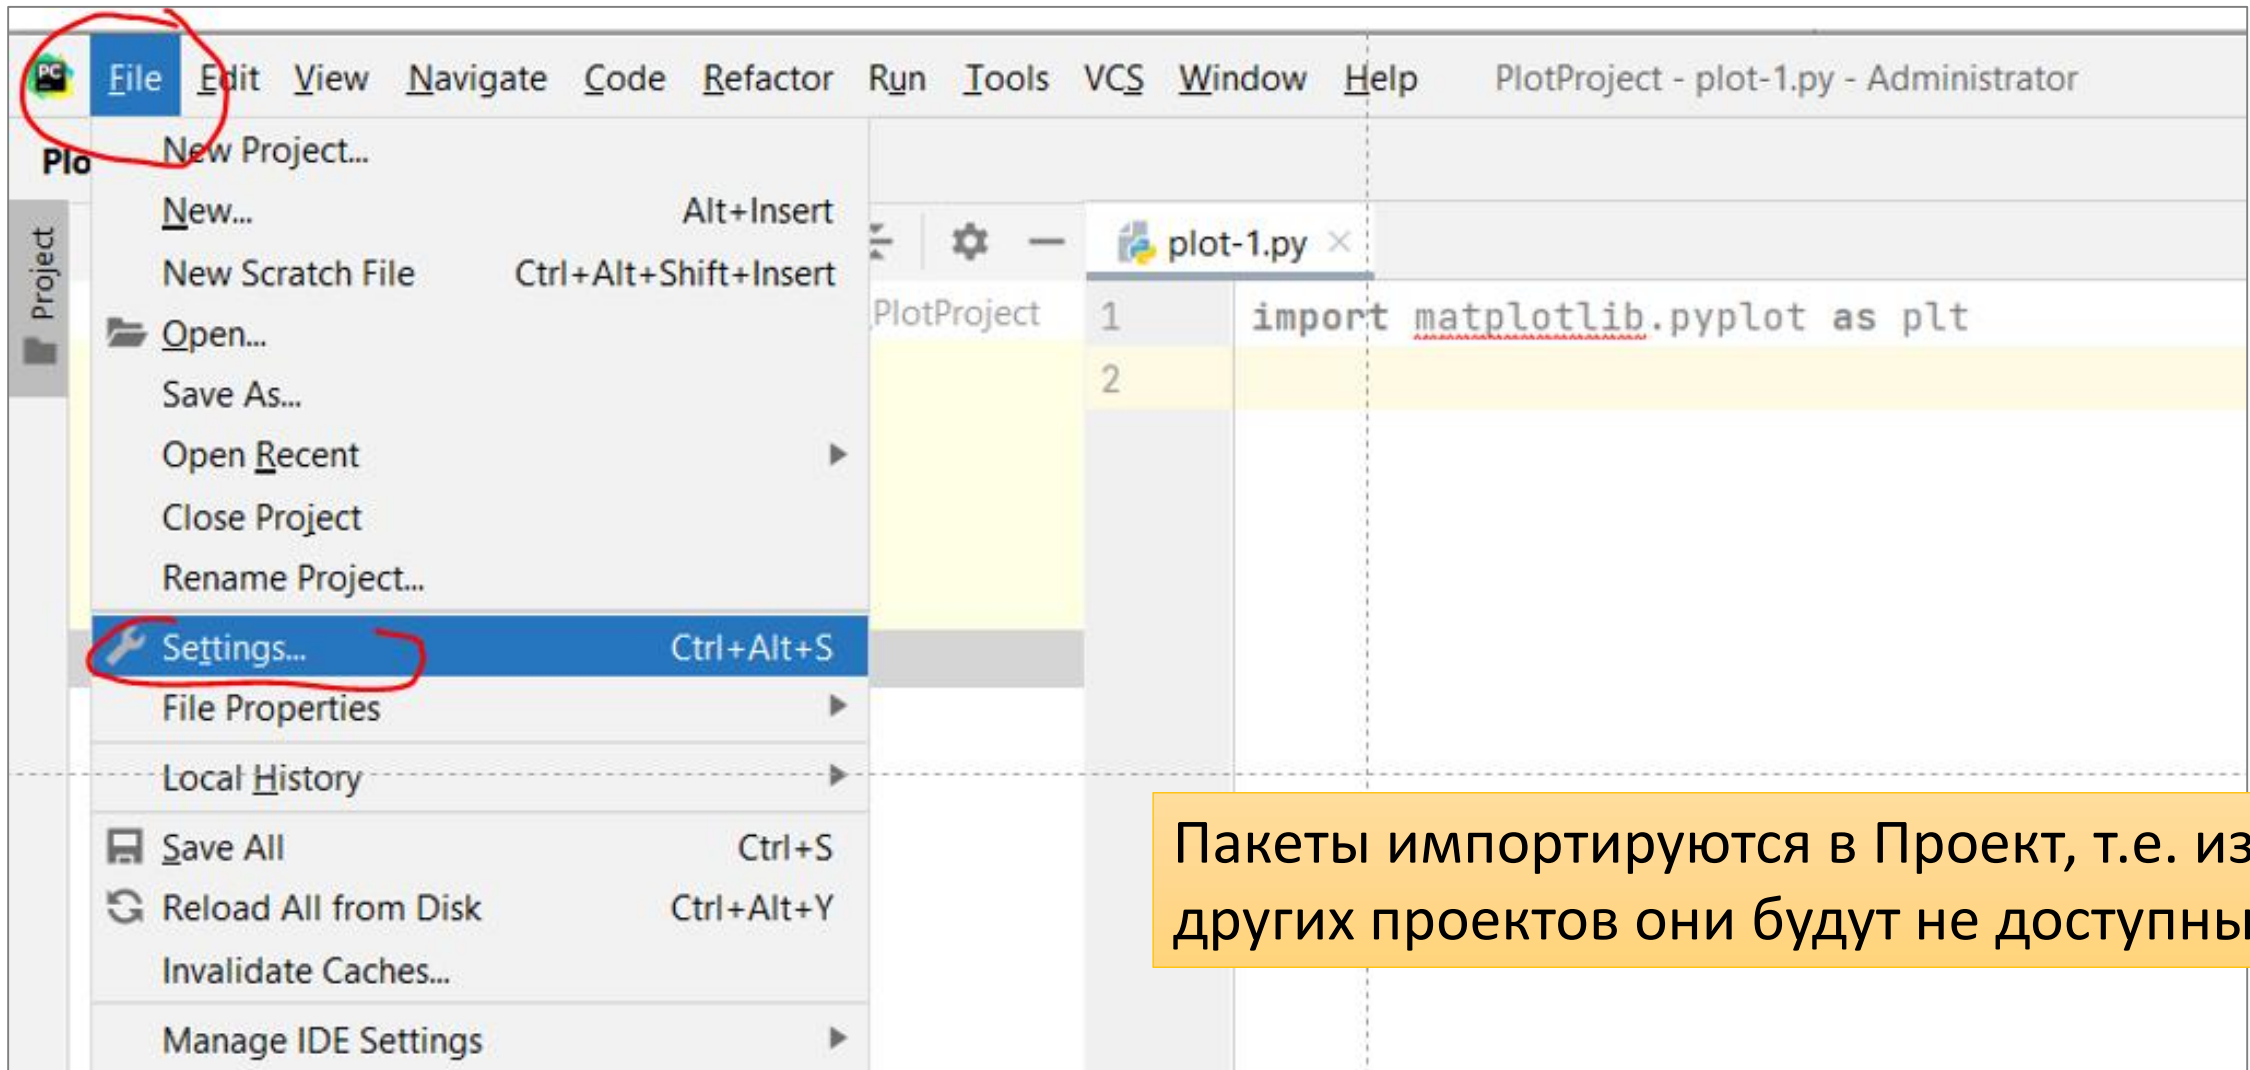 PC File Edit View Navigate Code Refactor Run Tools VCS Window Help PlotProject - plot-1.py - Administrator
Plo
Project
New Project...
New... Alt+Insert
New Scratch File Ctrl+Alt+Shift+Insert
Open...
Save As...
Open Recent
Close Project
Rename Project...
Settings... Ctrl+Alt+S
File Properties
Local History
Save All Ctrl+S
Reload All from Disk Ctrl+Alt+Y
Invalidate Caches...
Manage IDE Settings
PlotProject
plot-1.py
1 import matplotlib.pyplot as plt
2
Пакеты импортируются в Проект, т.е. из
других проектов они будут не доступны